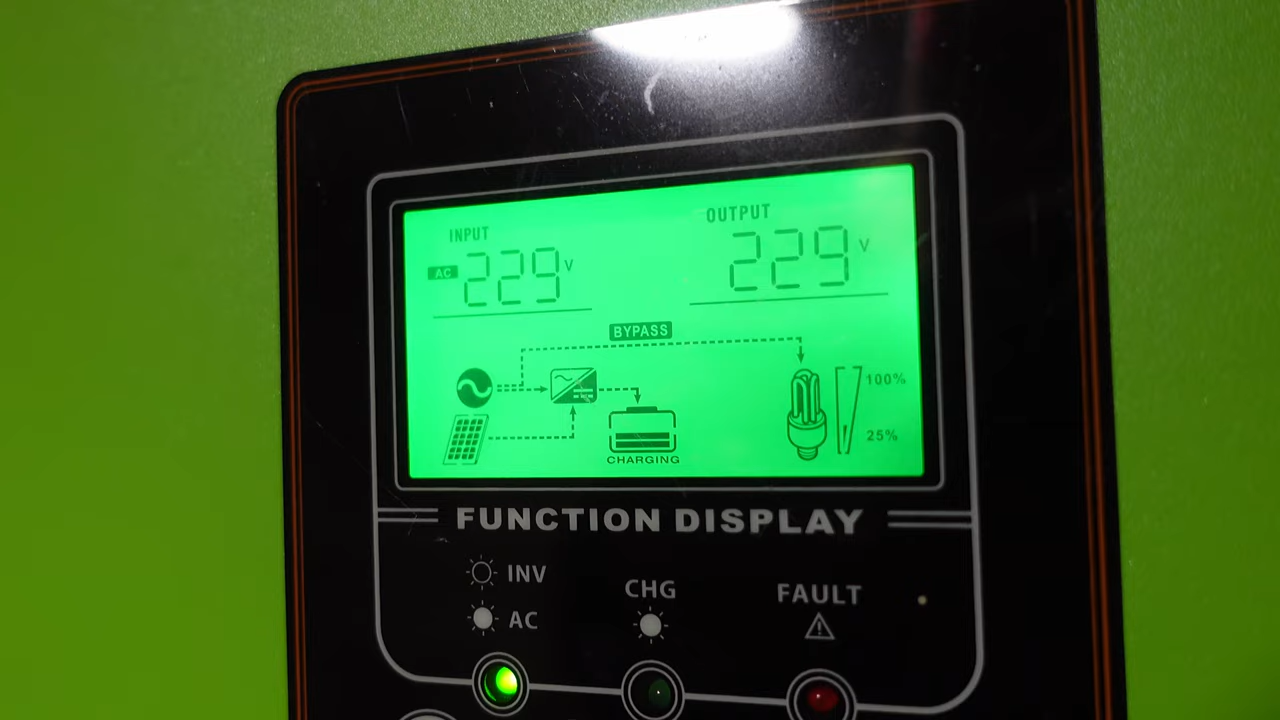 INPUT
OUTPUT
AC 229 V
229 V
BYPASS
100%
25%
CHARGING
FUNCTION DISPLAY
INV
CHG
FAULT
AC